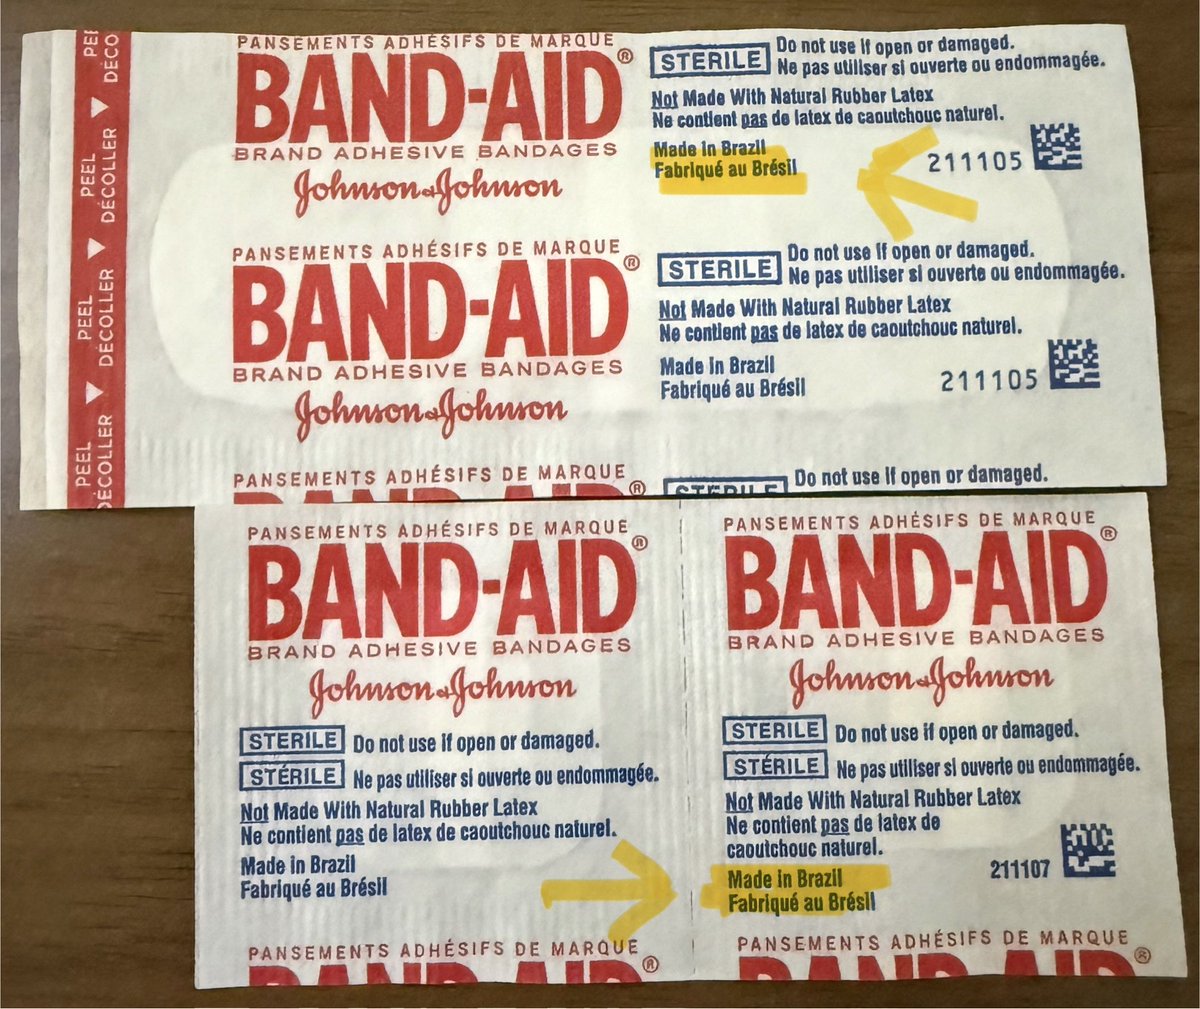 PEEL
DÉCOLLER
PEEL
DÉCOLLER
PEEL
DÉCOLLER
PANSEMENTS ADHÉSIFS DE MARQUE
BAND-AID®
BRAND ADHESIVE BANDAGES
Johnson & Johnson
STERILE Do not use if open or damaged.
Ne pas utiliser si ouverte ou endommagée.
Not Made With Natural Rubber Latex
Ne contient pas de latex de caoutchouc naturel.
Made in Brazil
Fabriqué au Brésil
211105
PANSEMENTS ADHÉSIFS DE MARQUE
BAND-AID®
BRAND ADHESIVE BANDAGES
Johnson & Johnson
STERILE Do not use if open or damaged.
Ne pas utiliser si ouverte ou endommagée.
Not Made With Natural Rubber Latex
Ne contient pas de latex de caoutchouc naturel.
Made in Brazil
Fabriqué au Brésil
211105
PANSEMENTS ADHÉSIFS DE MARQUE
BAND-AID®
STERILE Do not use if open or damaged.
PANSEMENTS ADHÉSIFS DE MARQUE
BAND-AID®
BRAND ADHESIVE BANDAGES
Johnson & Johnson
STERILE Do not use if open or damaged.
STÉRILE Ne pas utiliser si ouverte ou endommagée.
Not Made With Natural Rubber Latex
Ne contient pas de latex de caoutchouc naturel.
Made in Brazil
Fabriqué au Brésil
PANSEMENTS ADHÉSIFS DE MARQUE
BAND-AID®
PANSEMENTS ADHÉSIFS DE MARQUE
BAND-AID®
BRAND ADHESIVE BANDAGES
Johnson & Johnson
STERILE Do not use if open or damaged.
STÉRILE Ne pas utiliser si ouverte ou endommagée.
Not Made With Natural Rubber Latex
Ne contient pas de latex de
caoutchouc naturel.
Made in Brazil
Fabriqué au Brésil
211107
PANSEMENTS ADHÉSIFS DE MARQUE
BAND-AID®